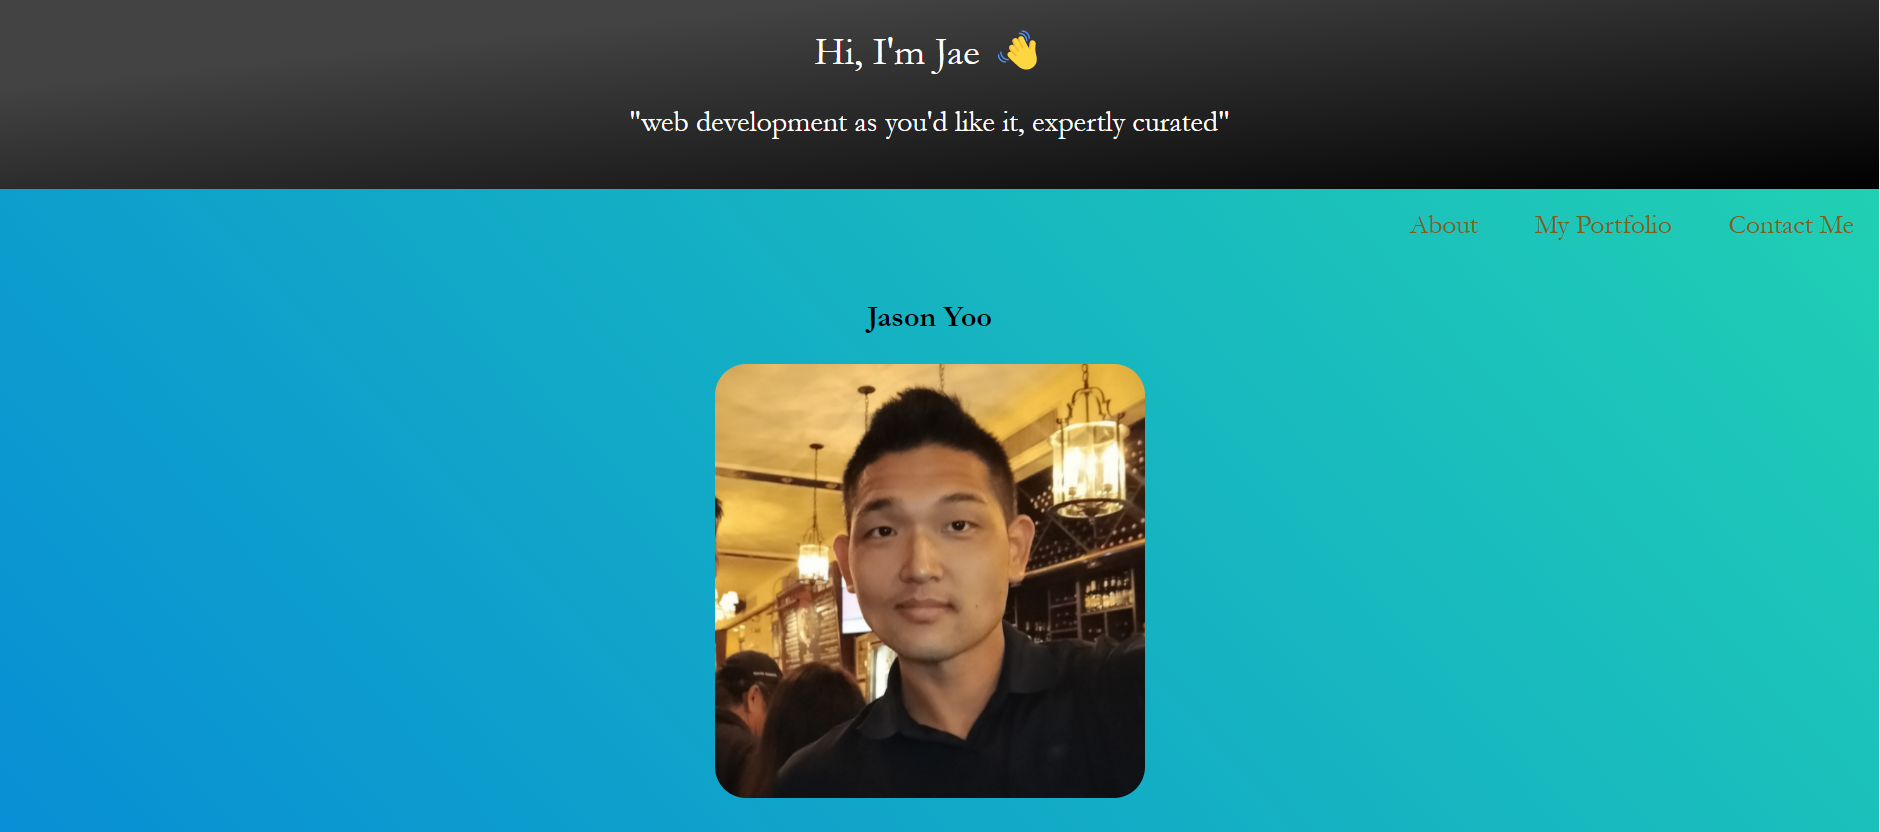 Hi, I'm Jae 👋
"web development as you'd like it, expertly curated"
About My Portfolio Contact Me
Jason Yoo